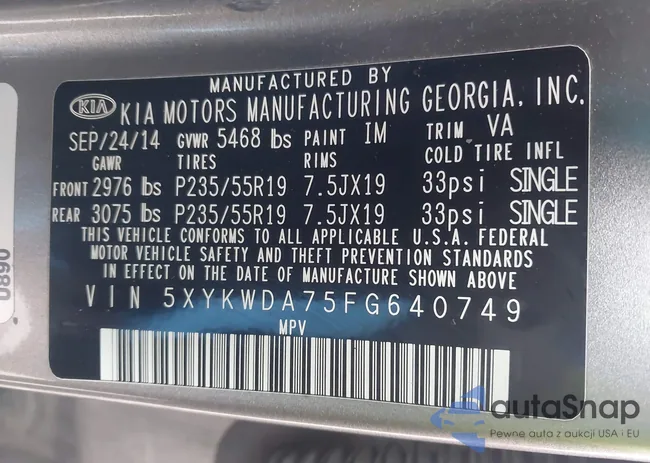 MANUFACTURED BY
KIA KIA MOTORS MANUFACTURING GEORGIA, INC.
SEP/24/14 GVWR 5468 lbs PAINT IM TRIM VA
GAWR TIRES RIMS COLD TIRE INFL
FRONT 2976 lbs P235/55R19 7.5JX19 33psi SINGLE
REAR 3075 lbs P235/55R19 7.5JX19 33psi SINGLE
THIS VEHICLE CONFORMS TO ALL APPLICABLE U.S.A. FEDERAL
MOTOR VEHICLE SAFETY AND THEFT PREVENTION STANDARDS
IN EFFECT ON THE DATE OF MANUFACTURE SHOWN ABOVE
VIN 5XYKWDA75FG640749
MPV
0890
autaSnap
Pewne auta z aukcji USA i EU